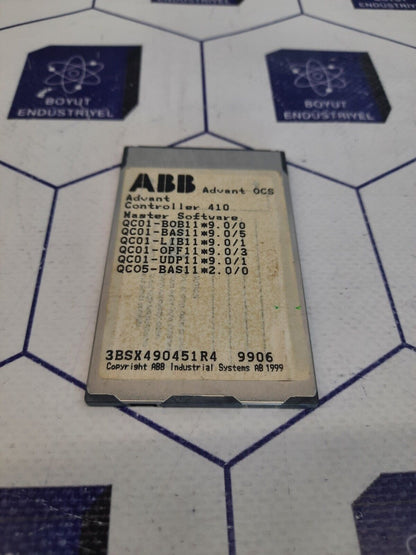 BOYUT
ENDÜSTRİYEL
BOYUT
ENDÜSTRİYEL
ABB Advant OCS
Advant
Controller 410
Master Software
QC01-BOB11*9.0/0
QC01-BAS11*9.0/5
QC01-LIB11*9.0/1
QC01-OPF11*9.0/3
QC01-UDP11*9.0/1
QC05-BAS11*2.0/0
3BSX490451R4 9906
Copyright ABB Industrial Systems AB 1999